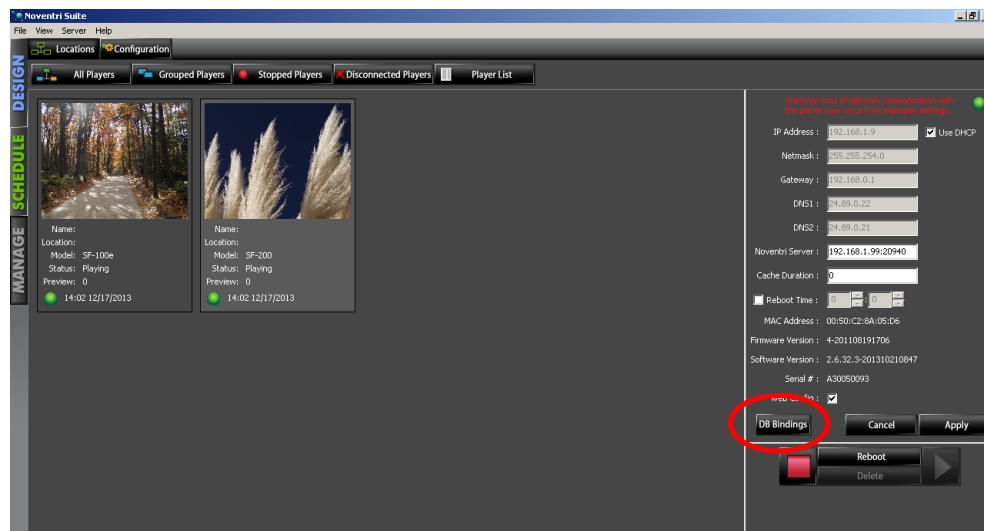 Noventri Suite
File View Server Help
Locations Configuration
All Players Grouped Players Stopped Players Disconnected Players Player List
DESIGN
SCHEDULE
MANAGE
Name:
Location:
Model: SF-100e
Status: Playing
Preview: 0
14:02 12/17/2013
Name:
Location:
Model: SF-200
Status: Playing
Preview: 0
14:02 12/17/2013
Warning: Loss of network communication with
the player may occur from improper settings.
IP Address : 192.168.1.9 Use DHCP
Netmask : 255.255.254.0
Gateway : 192.168.0.1
DNS1 : 24.89.0.22
DNS2 : 24.89.0.21
Noventri Server : 192.168.1.99:20940
Cache Duration : 0
Reboot Time : 0 : 0
MAC Address : 00:50:C2:8A:05:D6
Firmware Version : 4-201108191706
Software Version : 2.6.32.3-201310210847
Serial # : A30050093
Web Config :
DB Bindings Cancel Apply
Reboot
Delete